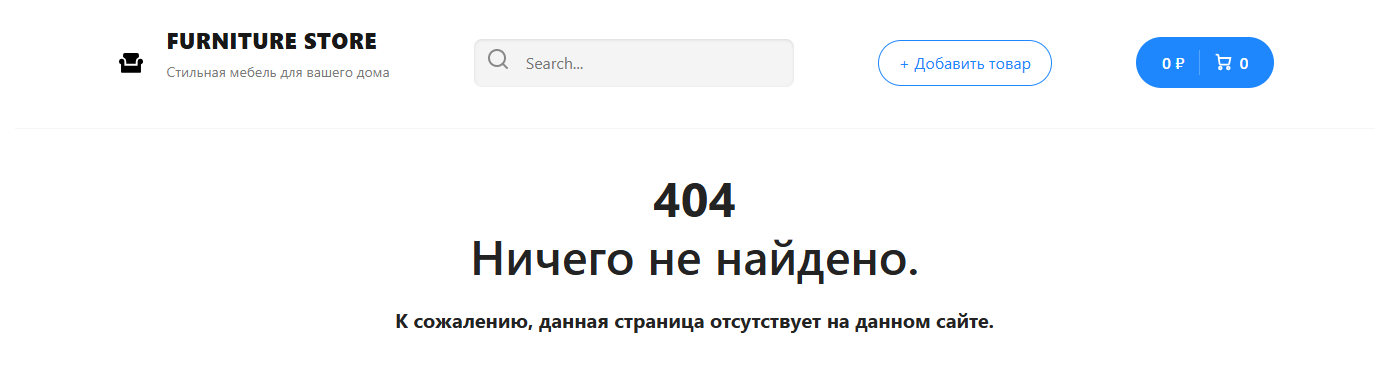 FURNITURE STORE
Стильная мебель для вашего дома
Search...
+ Добавить товар
0 ₽ 0
404
Ничего не найдено.
К сожалению, данная страница отсутствует на данном сайте.